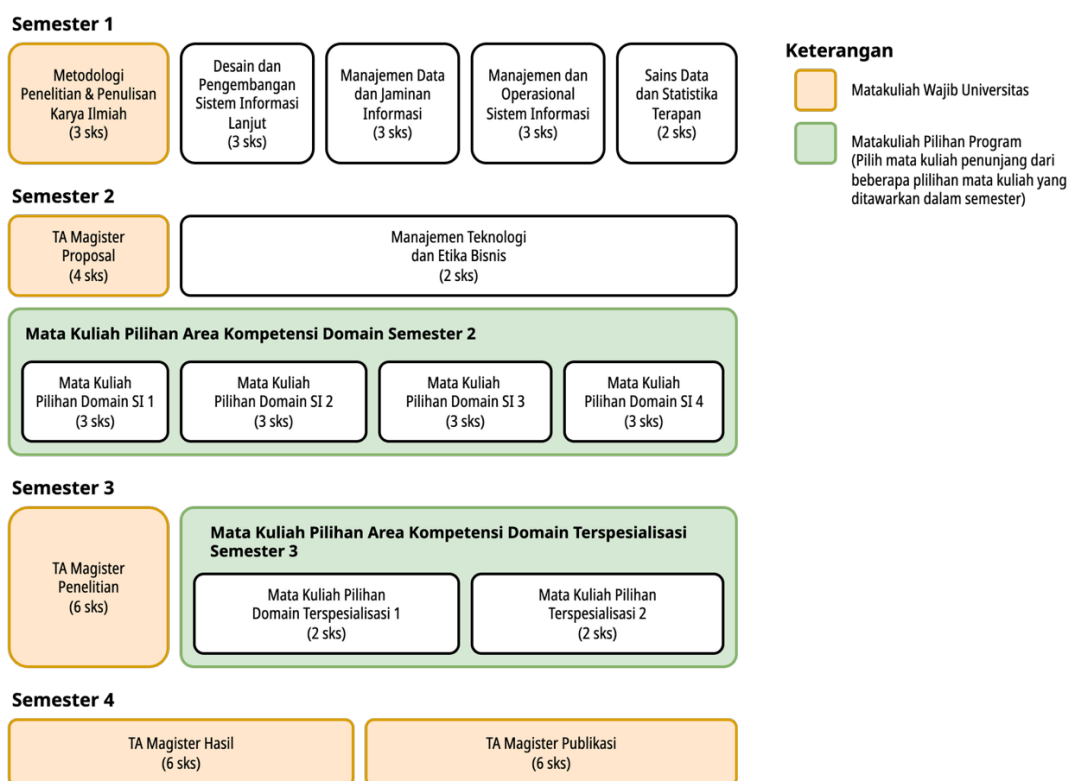 Semester 1
Metodologi
Penelitian & Penulisan
Karya Ilmiah
(3 sks)
Desain dan
Pengembangan
Sistem Informasi
Lanjut
(3 sks)
Manajemen Data
dan Jaminan
Informasi
(3 sks)
Manajemen dan
Operasional
Sistem Informasi
(3 sks)
Sains Data
dan Statistika
Terapan
(2 sks)
Keterangan
Matakuliah Wajib Universitas
Matakuliah Pilihan Program
(Pilih mata kuliah penunjang dari
beberapa plilihan mata kuliah yang
ditawarkan dalam semester)
Semester 2
TA Magister
Proposal
(4 sks)
Manajemen Teknologi
dan Etika Bisnis
(2 sks)
Mata Kuliah Pilihan Area Kompetensi Domain Semester 2
Mata Kuliah
Pilihan Domain SI 1
(3 sks)
Mata Kuliah
Pilihan Domain SI 2
(3 sks)
Mata Kuliah
Pilihan Domain SI 3
(3 sks)
Mata Kuliah
Pilihan Domain SI 4
(3 sks)
Semester 3
TA Magister
Penelitian
(6 sks)
Mata Kuliah Pilihan Area Kompetensi Domain Terspesialisasi
Semester 3
Mata Kuliah Pilihan
Domain Terspesialisasi 1
(2 sks)
Mata Kuliah Pilihan
Terspesialisasi 2
(2 sks)
Semester 4
TA Magister Hasil
(6 sks)
TA Magister Publikasi
(6 sks)